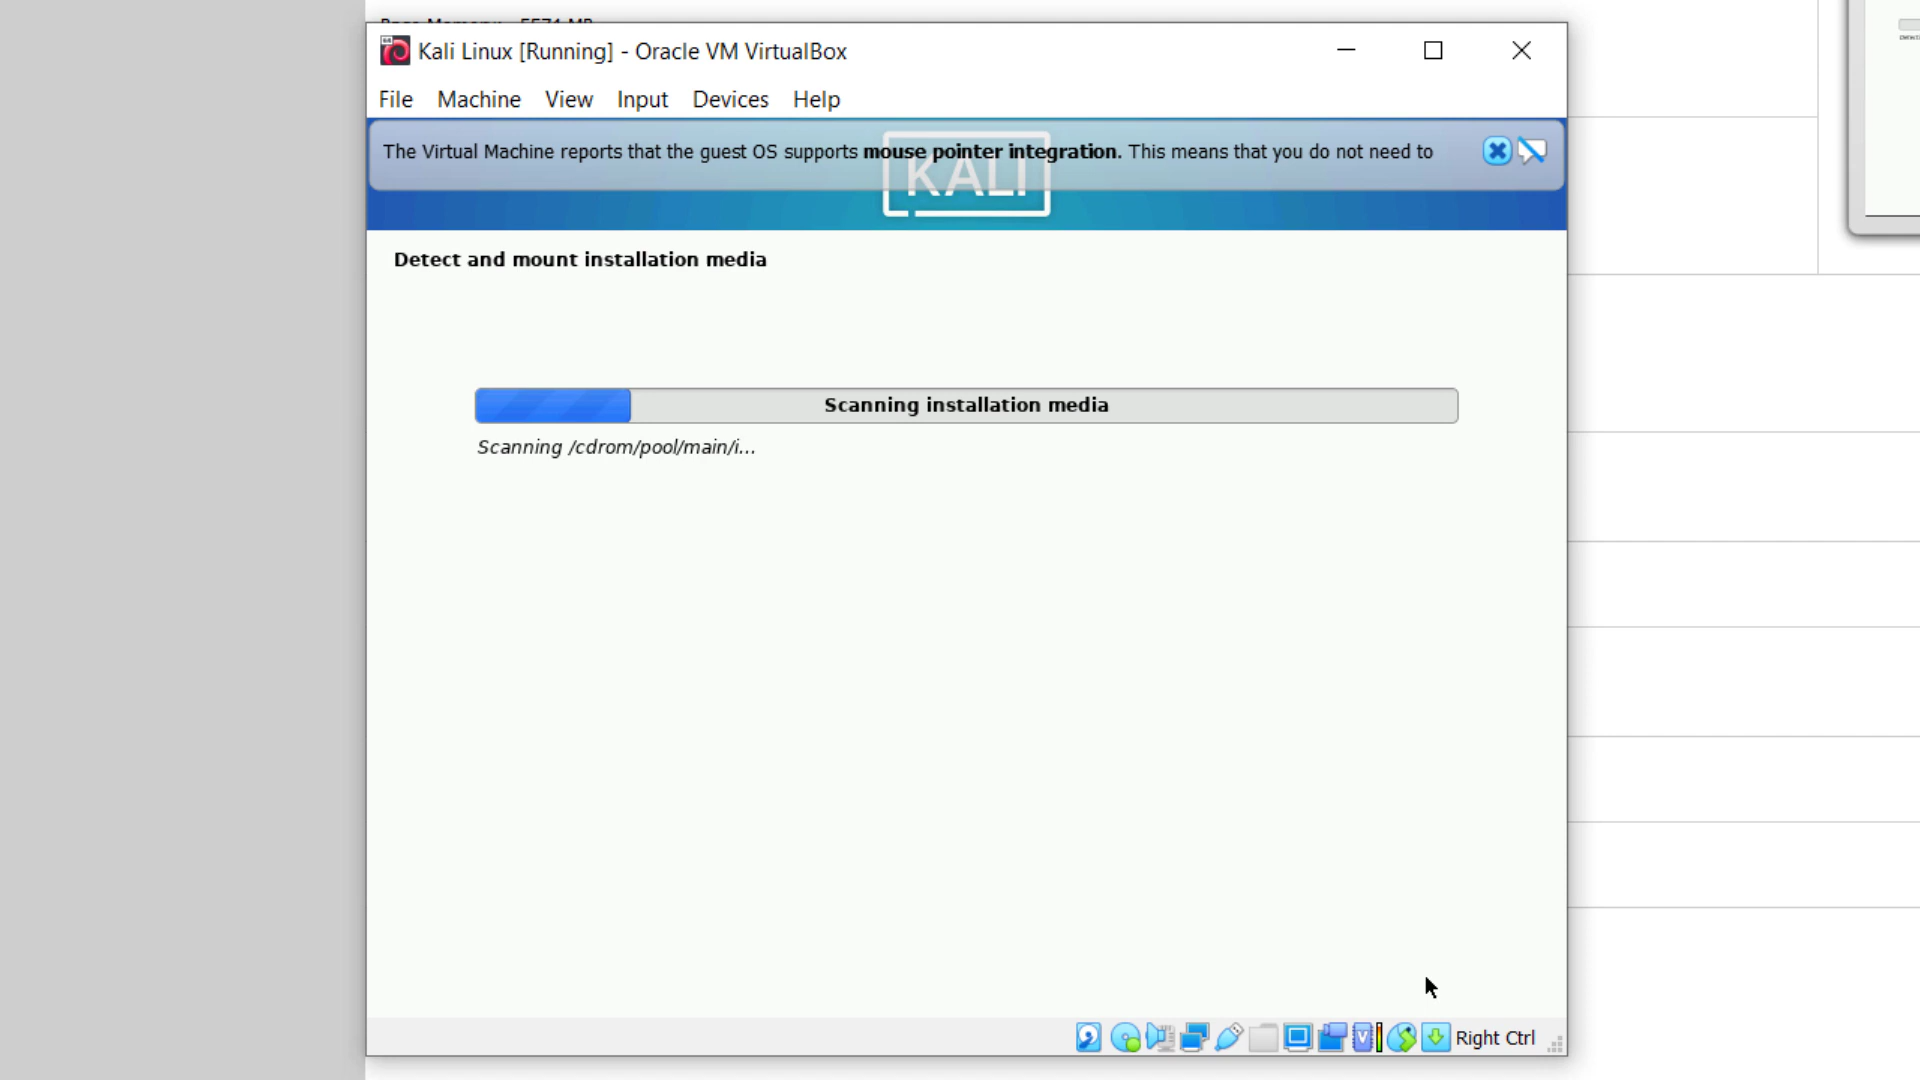 Kali Linux [Running] - Oracle VM VirtualBox
File Machine View Input Devices Help
The Virtual Machine reports that the guest OS supports mouse pointer integration. This means that you do not need to
KALI
Detect and mount installation media
Scanning installation media
Scanning /cdrom/pool/main/i...
Right Ctrl